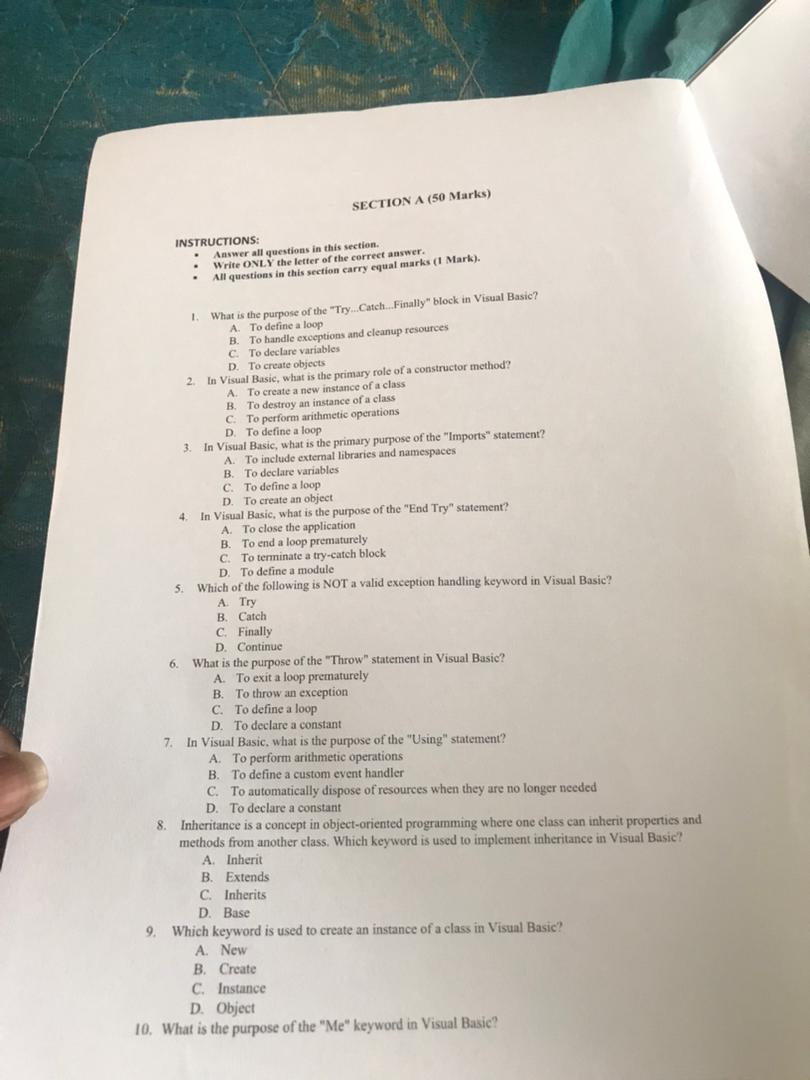 SECTION A (50 Marks)
INSTRUCTIONS:
• Answer all questions in this section.
• Write ONLY the letter of the correct answer.
• All questions in this section carry equal marks (1 Mark).
1. What is the purpose of the "Try...Catch...Finally" block in Visual Basic?
A. To define a loop
B. To handle exceptions and cleanup resources
C. To declare variables
D. To create objects
2. In Visual Basic, what is the primary role of a constructor method?
A. To create a new instance of a class
B. To destroy an instance of a class
C. To perform arithmetic operations
D. To define a loop
3. In Visual Basic, what is the primary purpose of the "Imports" statement?
A. To include external libraries and namespaces
B. To declare variables
C. To define a loop
D. To create an object
4. In Visual Basic, what is the purpose of the "End Try" statement?
A. To close the application
B. To end a loop prematurely
C. To terminate a try-catch block
D. To define a module
5. Which of the following is NOT a valid exception handling keyword in Visual Basic?
A. Try
B. Catch
C. Finally
D. Continue
6. What is the purpose of the "Throw" statement in Visual Basic?
A. To exit a loop prematurely
B. To throw an exception
C. To define a loop
D. To declare a constant
7. In Visual Basic, what is the purpose of the "Using" statement?
A. To perform arithmetic operations
B. To define a custom event handler
C. To automatically dispose of resources when they are no longer needed
D. To declare a constant
8. Inheritance is a concept in object-oriented programming where one class can inherit properties and
methods from another class. Which keyword is used to implement inheritance in Visual Basic?
A. Inherit
B. Extends
C. Inherits
D. Base
9. Which keyword is used to create an instance of a class in Visual Basic?
A. New
B. Create
C. Instance
D. Object
10. What is the purpose of the "Me" keyword in Visual Basic?